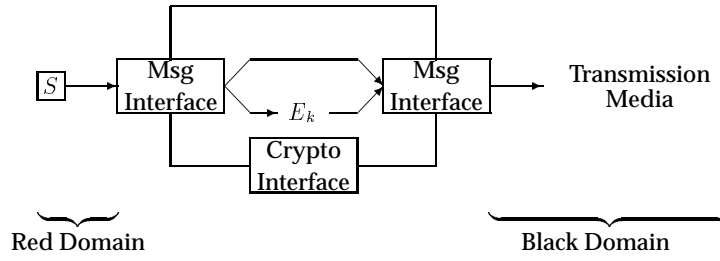 S
Msg
Interface
E_k
Msg
Interface
Transmission
Media
Crypto
Interface
Red Domain
Black Domain